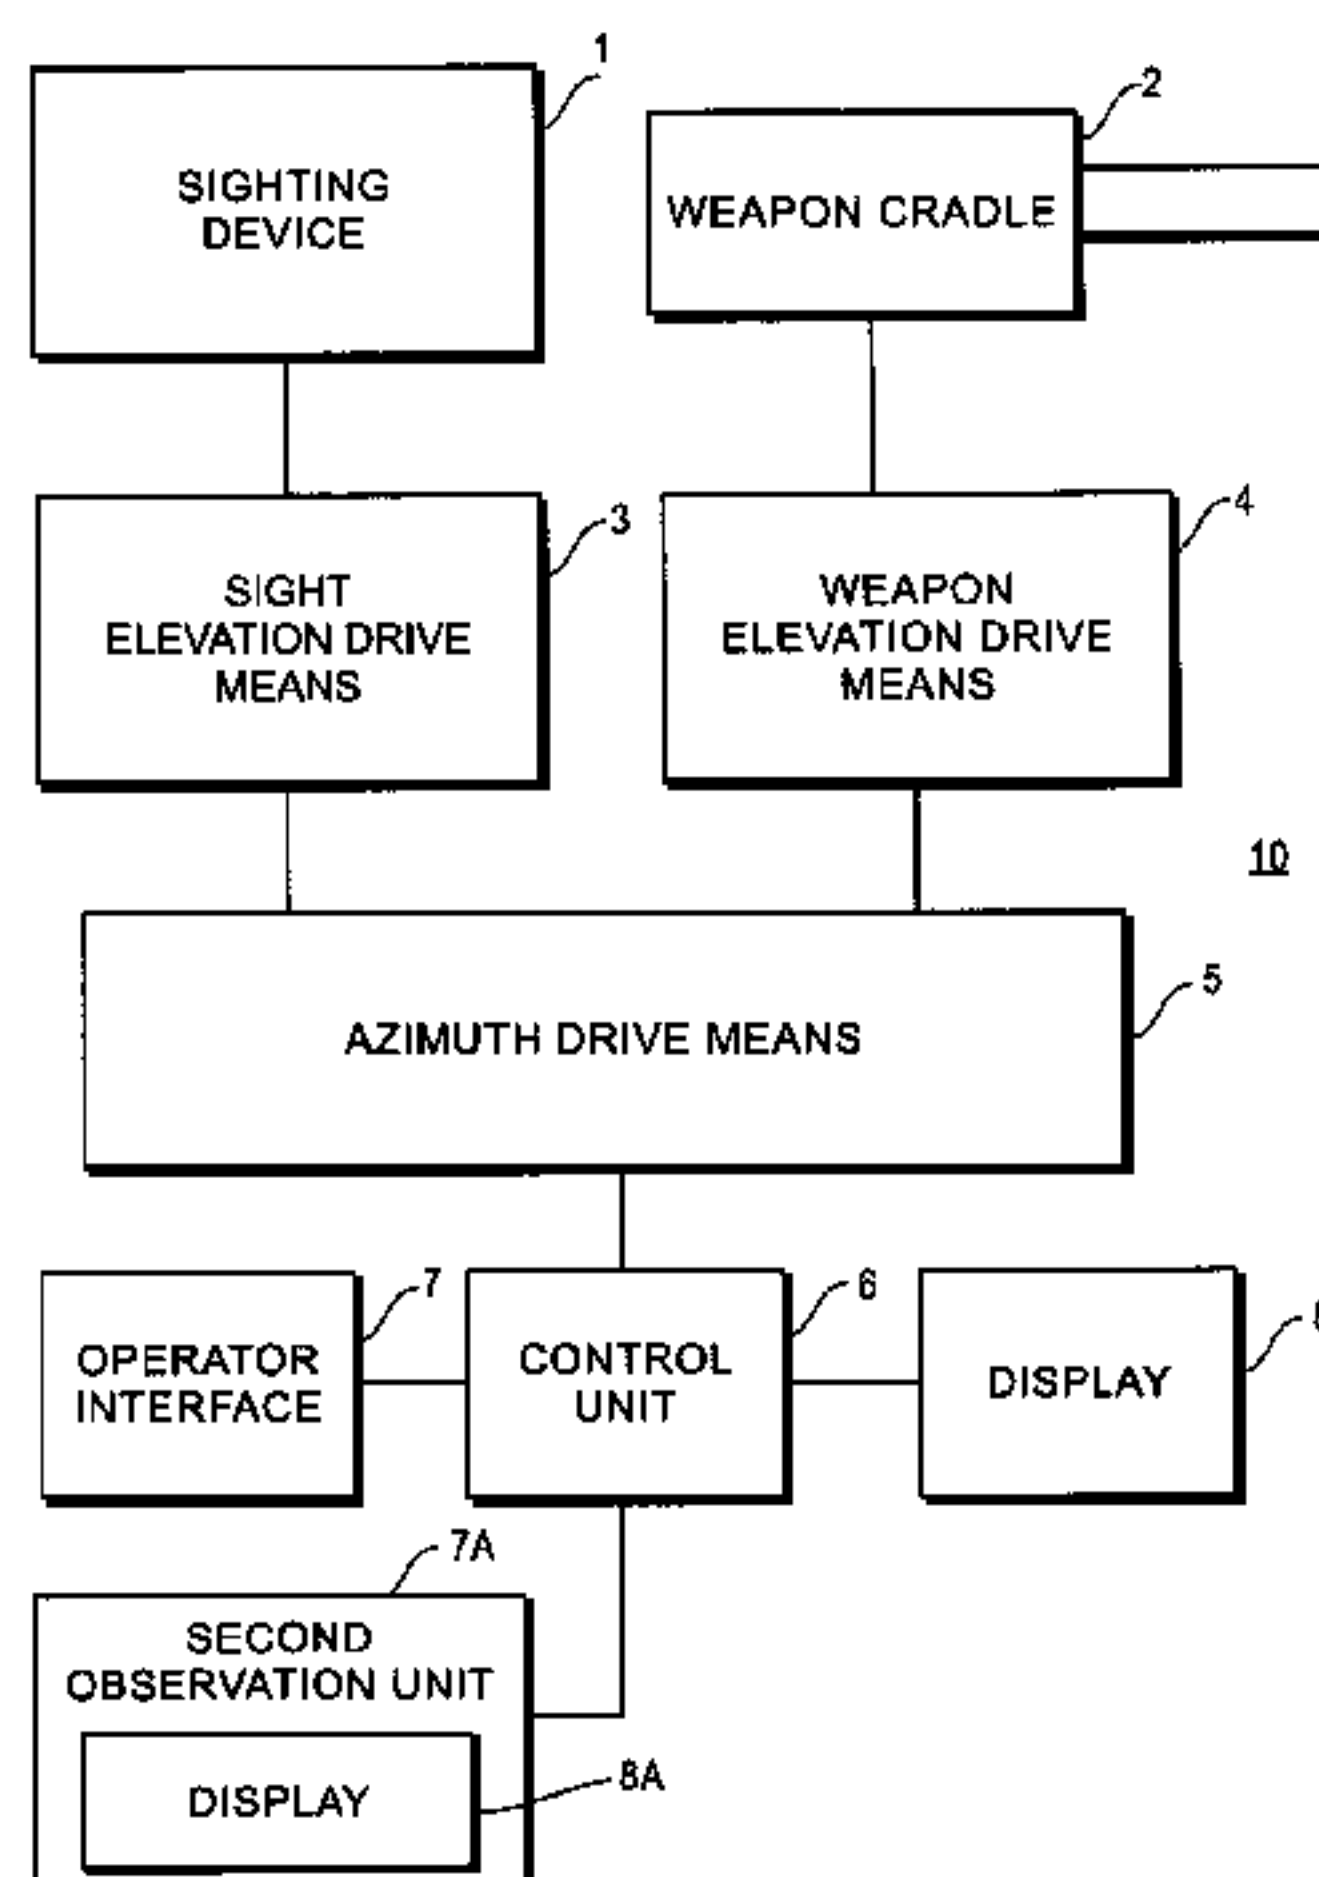 1
2
SIGHTING
DEVICE
WEAPON CRADLE
3
4
SIGHT
ELEVATION DRIVE
MEANS
WEAPON
ELEVATION DRIVE
MEANS
10
5
AZIMUTH DRIVE MEANS
7
6
OPERATOR
INTERFACE
CONTROL
UNIT
DISPLAY
7A
SECOND
OBSERVATION UNIT
8A
DISPLAY